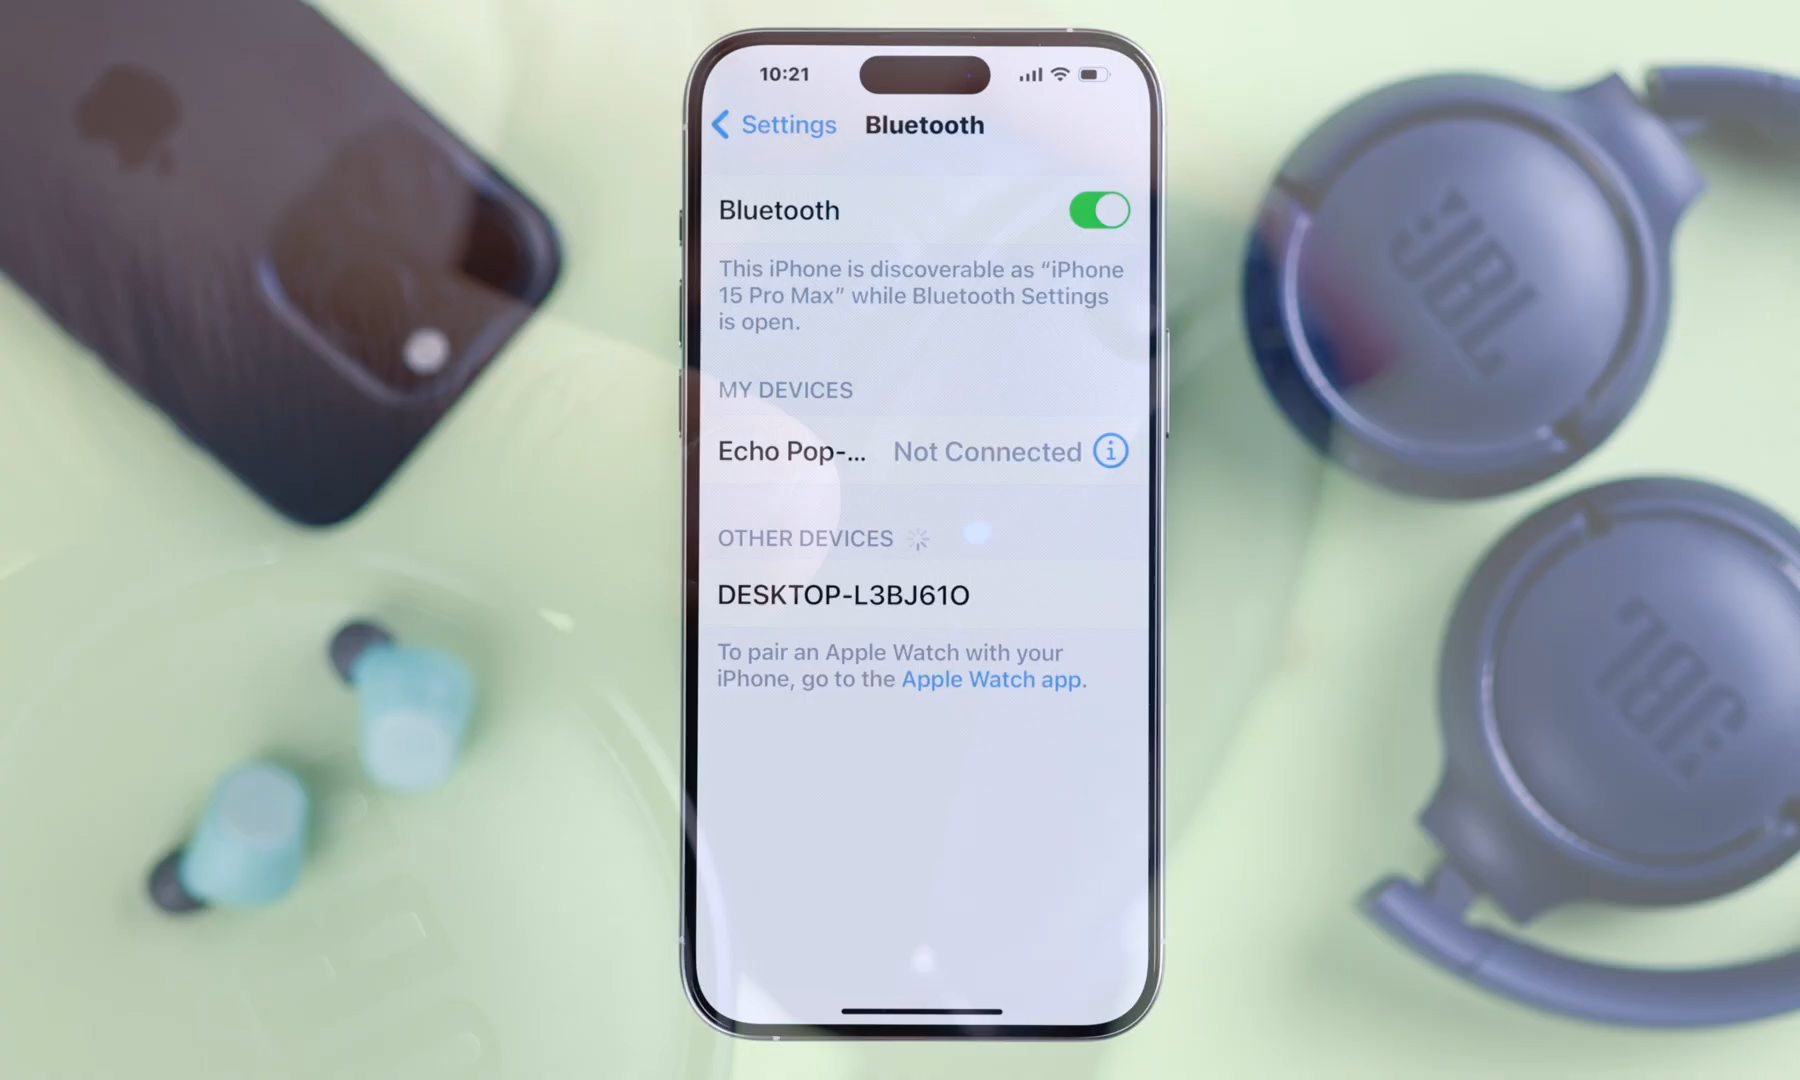 10:21
Settings
Bluetooth
Bluetooth
This iPhone is discoverable as “iPhone
15 Pro Max” while Bluetooth Settings
is open.
MY DEVICES
Echo Pop-... Not Connected
OTHER DEVICES
DESKTOP-L3BJ61O
To pair an Apple Watch with your
iPhone, go to the Apple Watch app.
JBL
JBL